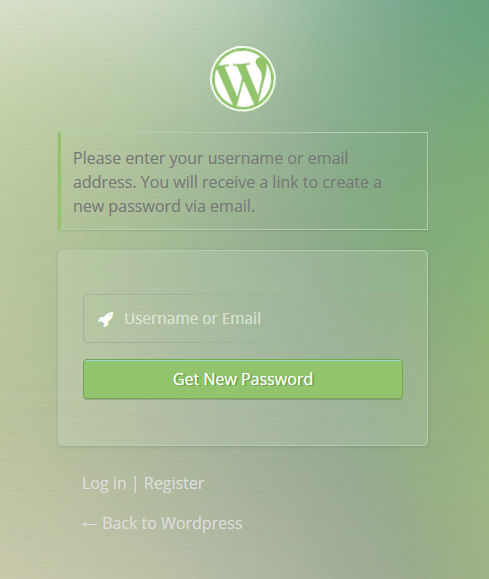 Please enter your username or email
address. You will receive a link to create a
new password via email.
Username or Email
Get New Password
Log in | Register
← Back to Wordpress